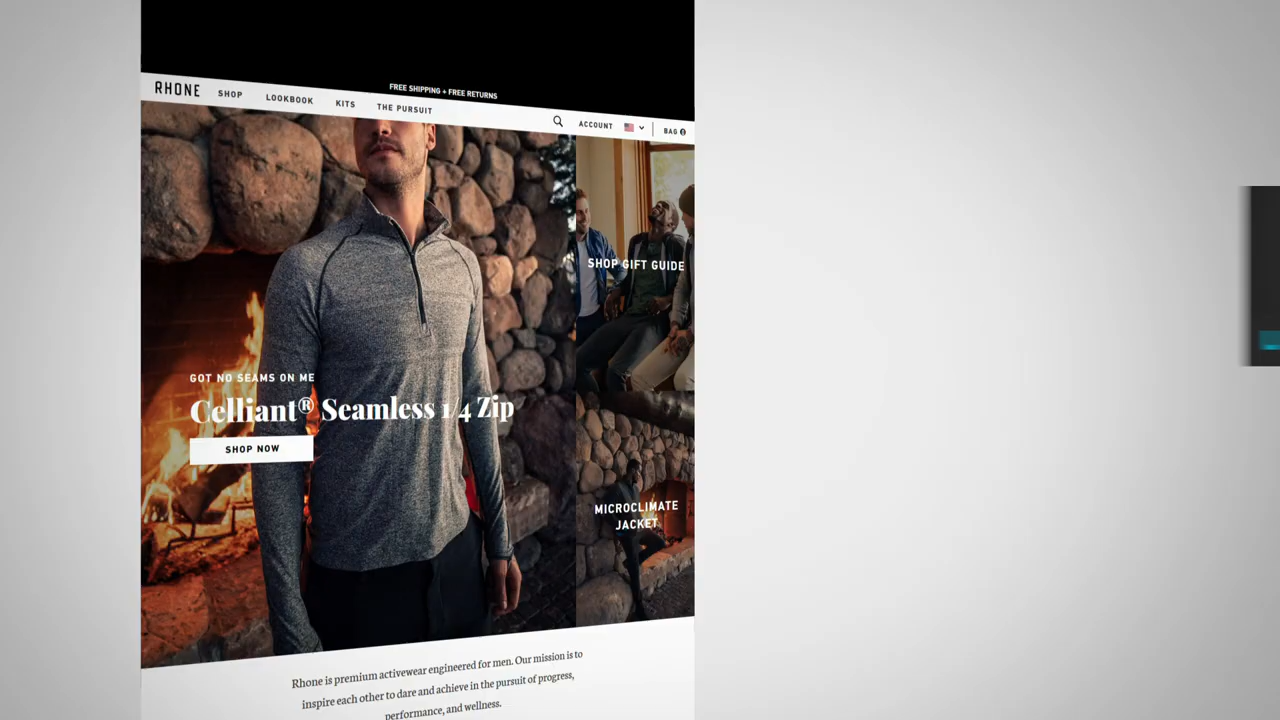 FREE SHIPPING + FREE RETURNS
RHONE SHOP LOOKBOOK KITS THE PURSUIT ACCOUNT BAG
SHOP GIFT GUIDE
GOT NO SEAMS ON ME
Celliant® Seamless 1/4 Zip
SHOP NOW
MICROCLIMATE
JACKET
Rhone is premium activewear engineered for men. Our mission is to
inspire each other to dare and achieve in the pursuit of progress,
performance, and wellness.